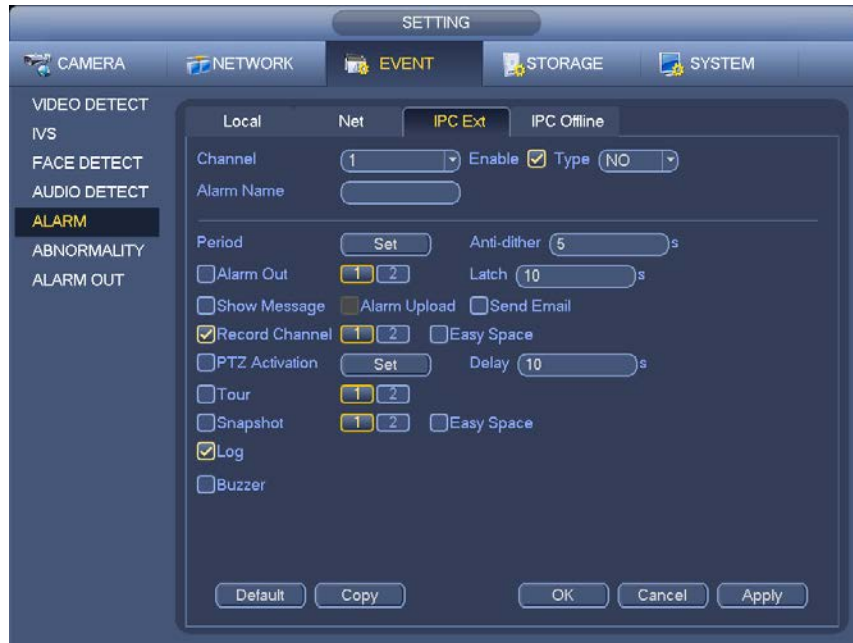 SETTING
CAMERA NETWORK EVENT STORAGE SYSTEM
VIDEO DETECT
IVS
FACE DETECT
AUDIO DETECT
ALARM
ABNORMALITY
ALARM OUT
Local Net IPC Ext IPC Offline
Channel 1 Enable Type NO
Alarm Name
Period Set Anti-dither 5 s
Alarm Out 1 2 Latch 10 s
Show Message Alarm Upload Send Email
Record Channel 1 2 Easy Space
PTZ Activation Set Delay 10 s
Tour 1 2
Snapshot 1 2 Easy Space
Log
Buzzer
Default Copy OK Cancel Apply